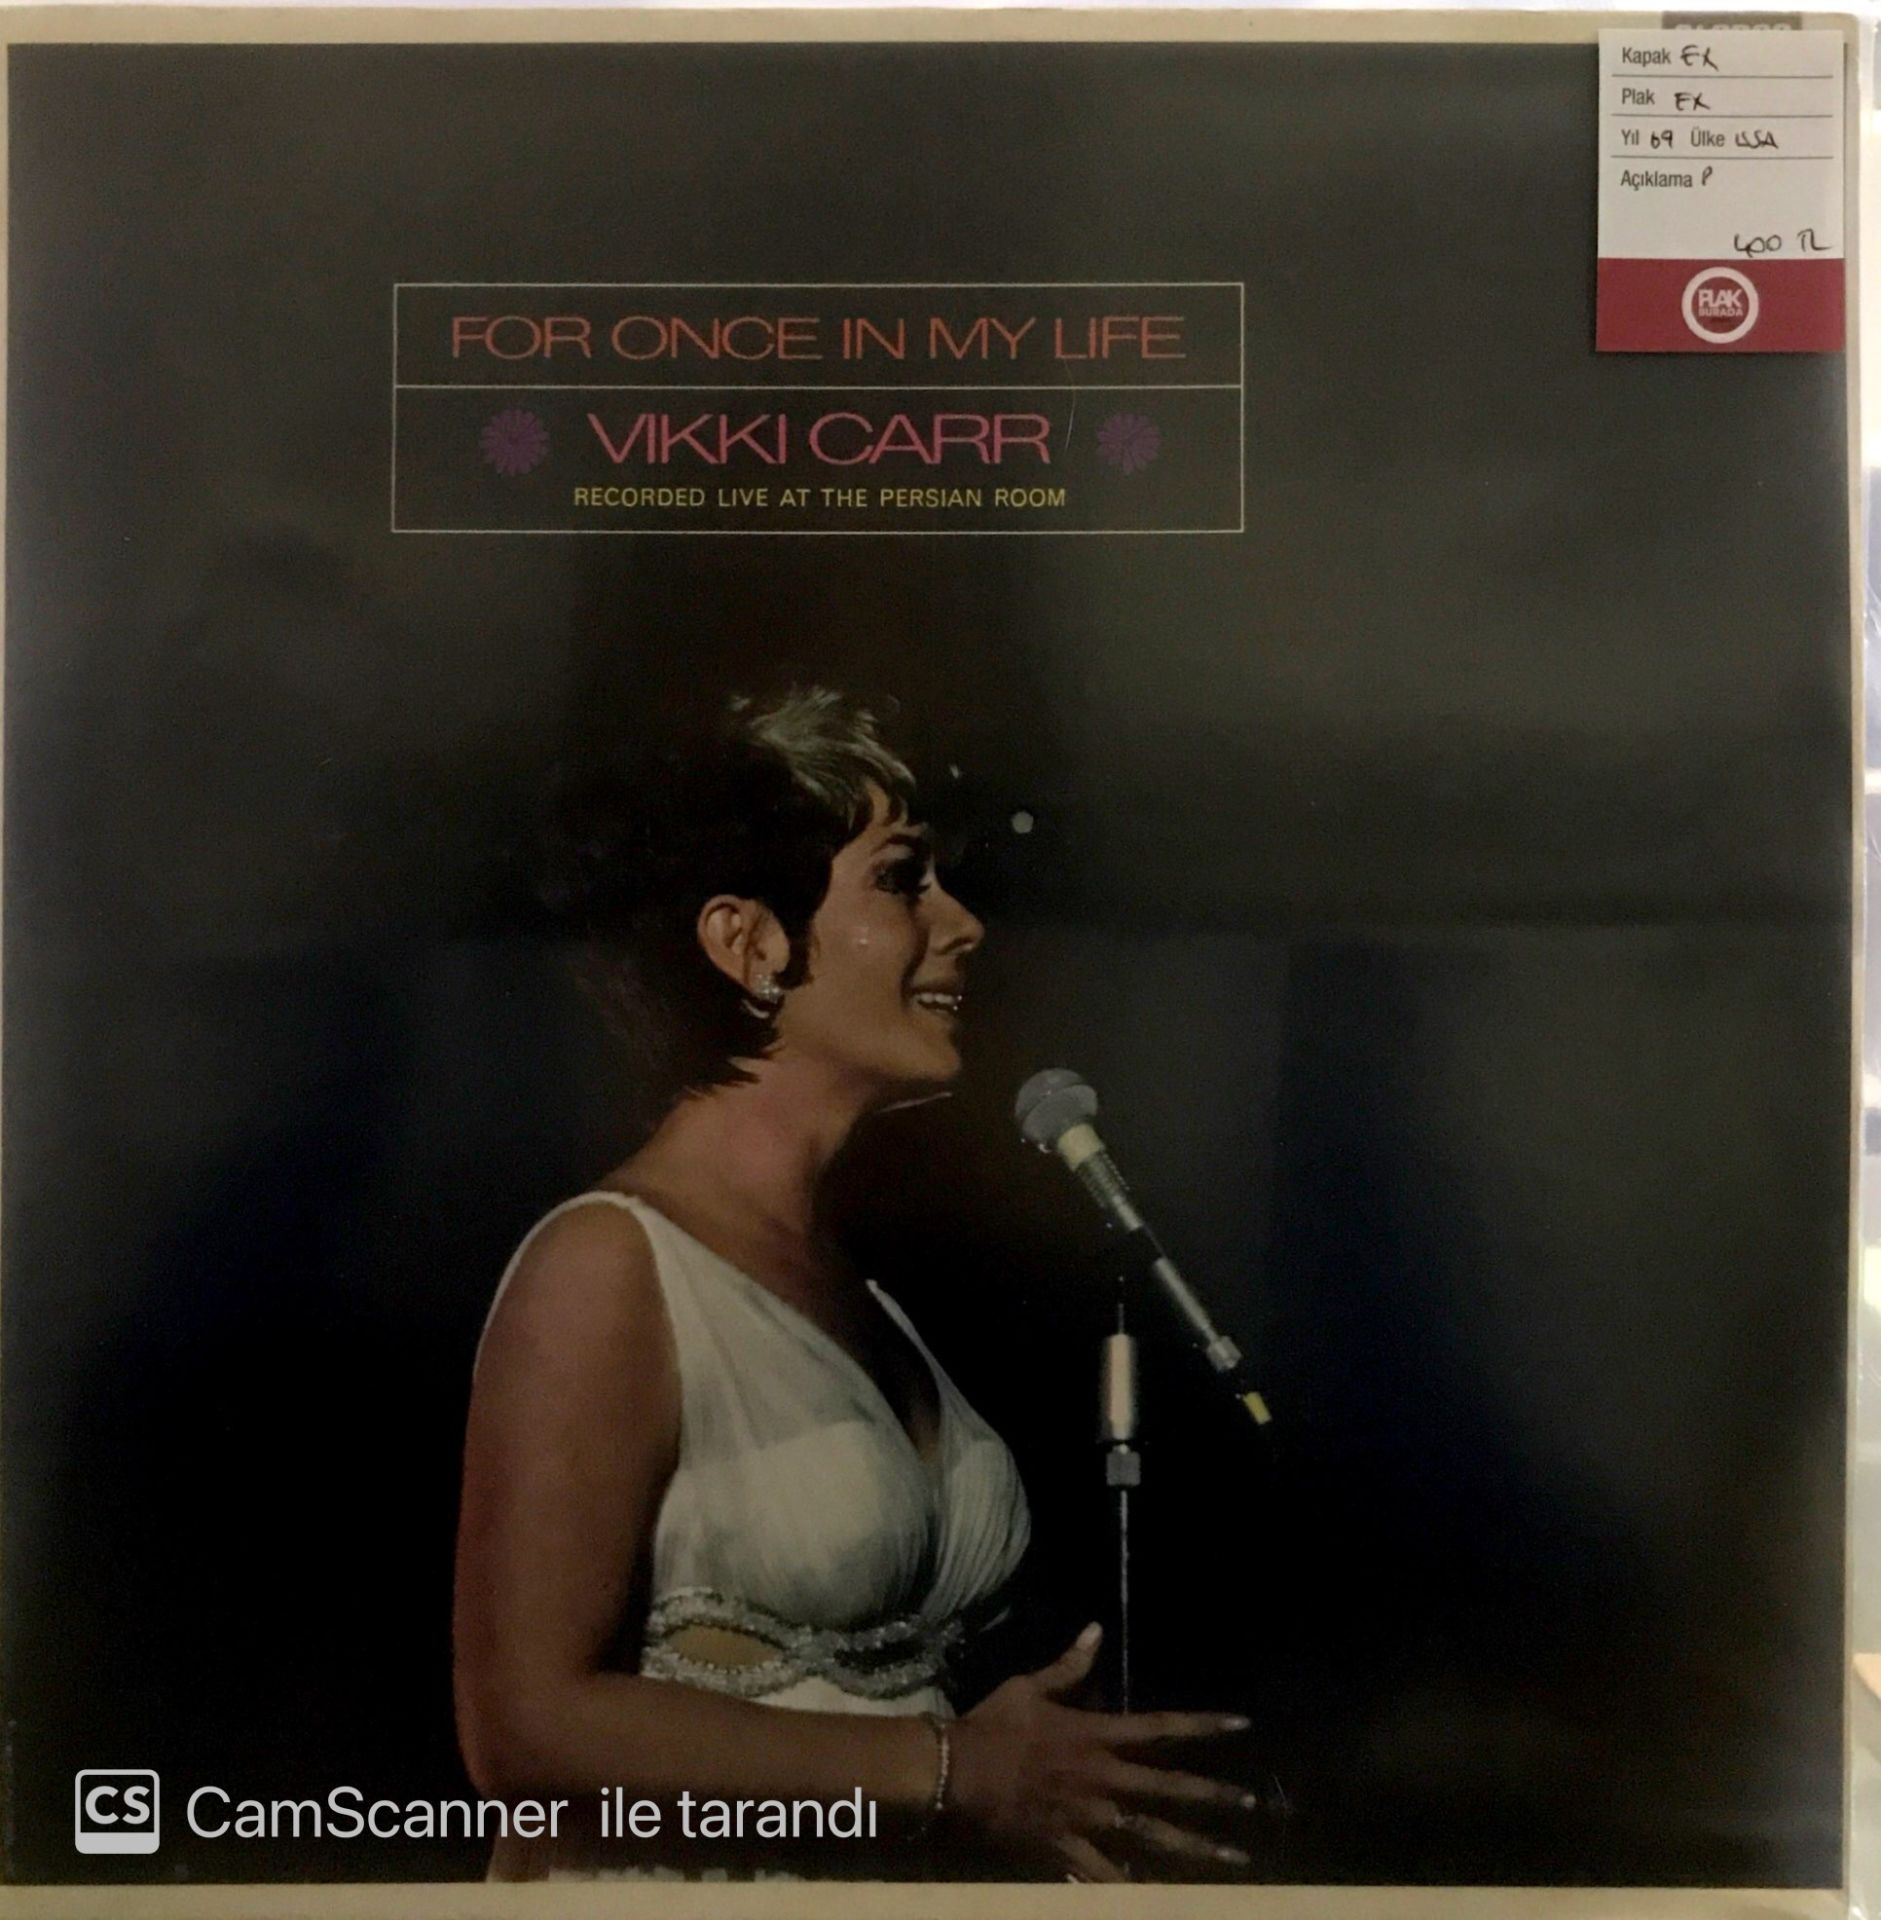 Kapak EX
Plak EX
Yıl 69 Ülke USA
Açıklama P
400 TL
PLAK
BURADA
FOR ONCE IN MY LIFE
VIKKI CARR
RECORDED LIVE AT THE PERSIAN ROOM
CS CamScanner ile tarandı